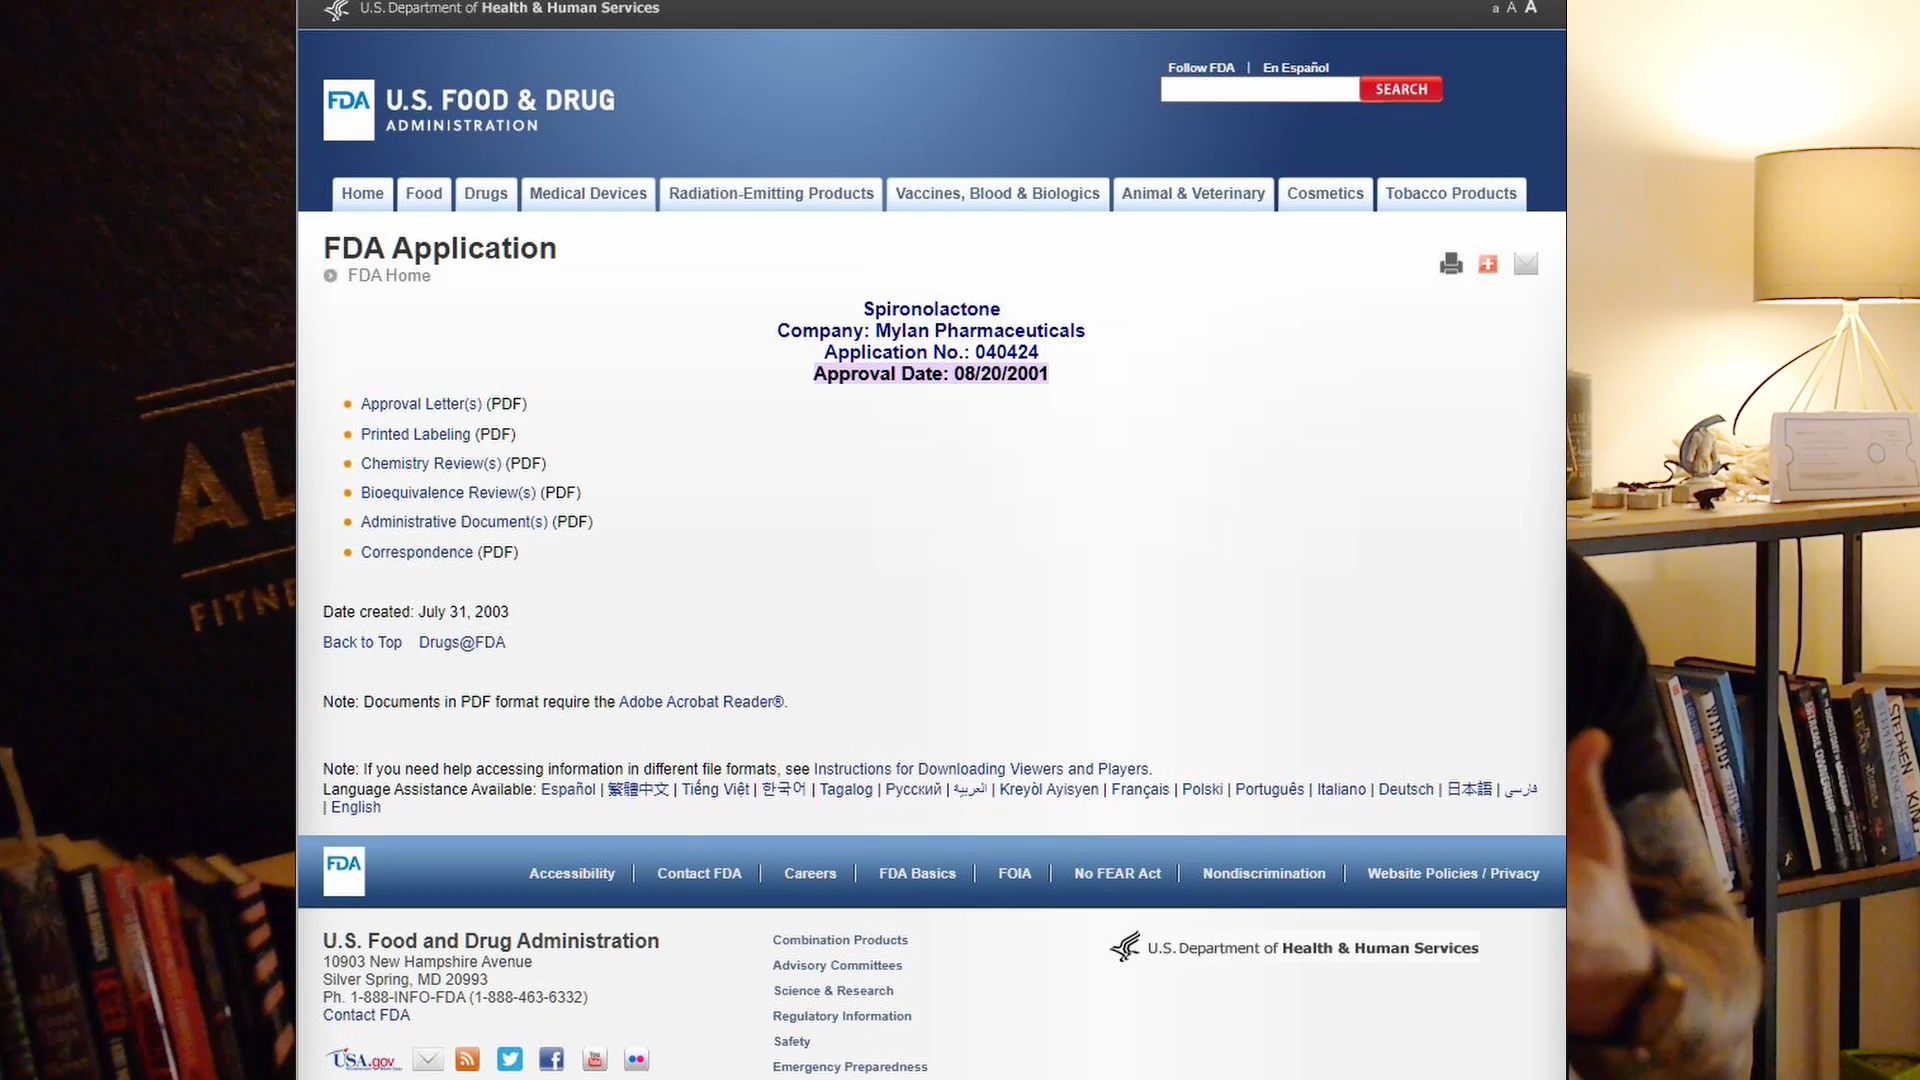 U.S. Department of Health & Human Services
a A A
Follow FDA | En Español
FDA U.S. FOOD & DRUG
ADMINISTRATION
SEARCH
Home Food Drugs Medical Devices Radiation-Emitting Products Vaccines, Blood & Biologics Animal & Veterinary Cosmetics Tobacco Products
FDA Application
FDA Home
Spironolactone
Company: Mylan Pharmaceuticals
Application No.: 040424
Approval Date: 08/20/2001
Approval Letter(s) (PDF)
Printed Labeling (PDF)
Chemistry Review(s) (PDF)
Bioequivalence Review(s) (PDF)
Administrative Document(s) (PDF)
Correspondence (PDF)
Date created: July 31, 2003
Back to Top Drugs@FDA
Note: Documents in PDF format require the Adobe Acrobat Reader®.
Note: If you need help accessing information in different file formats, see Instructions for Downloading Viewers and Players.
Language Assistance Available: Español | 繁體中文 | Tiếng Việt | 한국어 | Tagalog | Русский | العربية | Kreyòl Ayisyen | Français | Polski | Português | Italiano | Deutsch | 日本語 | فارسی
| English
FDA
Accessibility Contact FDA Careers FDA Basics FOIA No FEAR Act Nondiscrimination Website Policies / Privacy
U.S. Food and Drug Administration
10903 New Hampshire Avenue
Silver Spring, MD 20993
Ph. 1-888-INFO-FDA (1-888-463-6332)
Contact FDA
USA.gov
Combination Products
Advisory Committees
Science & Research
Regulatory Information
Safety
Emergency Preparedness
U.S. Department of Health & Human Services
AL
FITNE
WIM HOF
STEPHEN KING